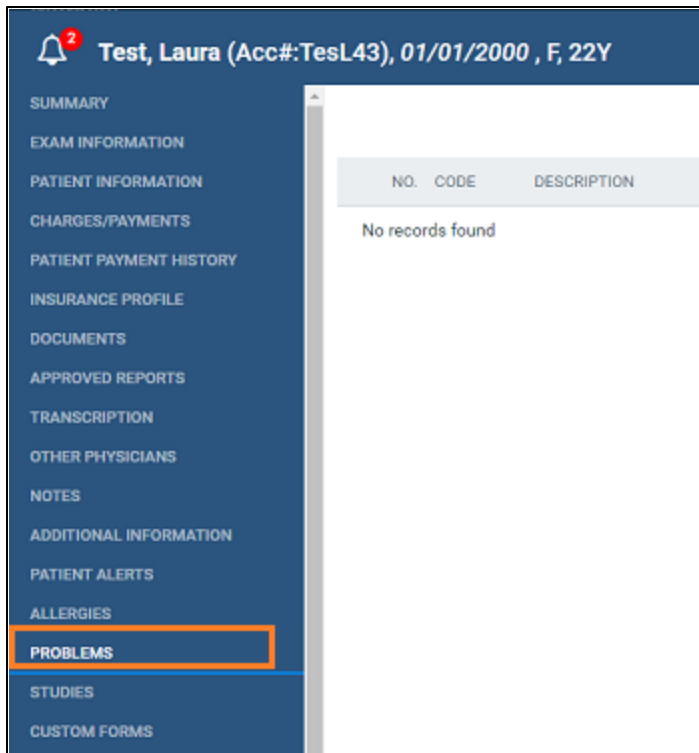 2
Test, Laura (Acc#:TesL43), 01/01/2000 , F, 22Y
SUMMARY
EXAM INFORMATION
PATIENT INFORMATION
CHARGES/PAYMENTS
PATIENT PAYMENT HISTORY
INSURANCE PROFILE
DOCUMENTS
APPROVED REPORTS
TRANSCRIPTION
OTHER PHYSICIANS
NOTES
ADDITIONAL INFORMATION
PATIENT ALERTS
ALLERGIES
PROBLEMS
STUDIES
CUSTOM FORMS
NO. CODE DESCRIPTION
No records found